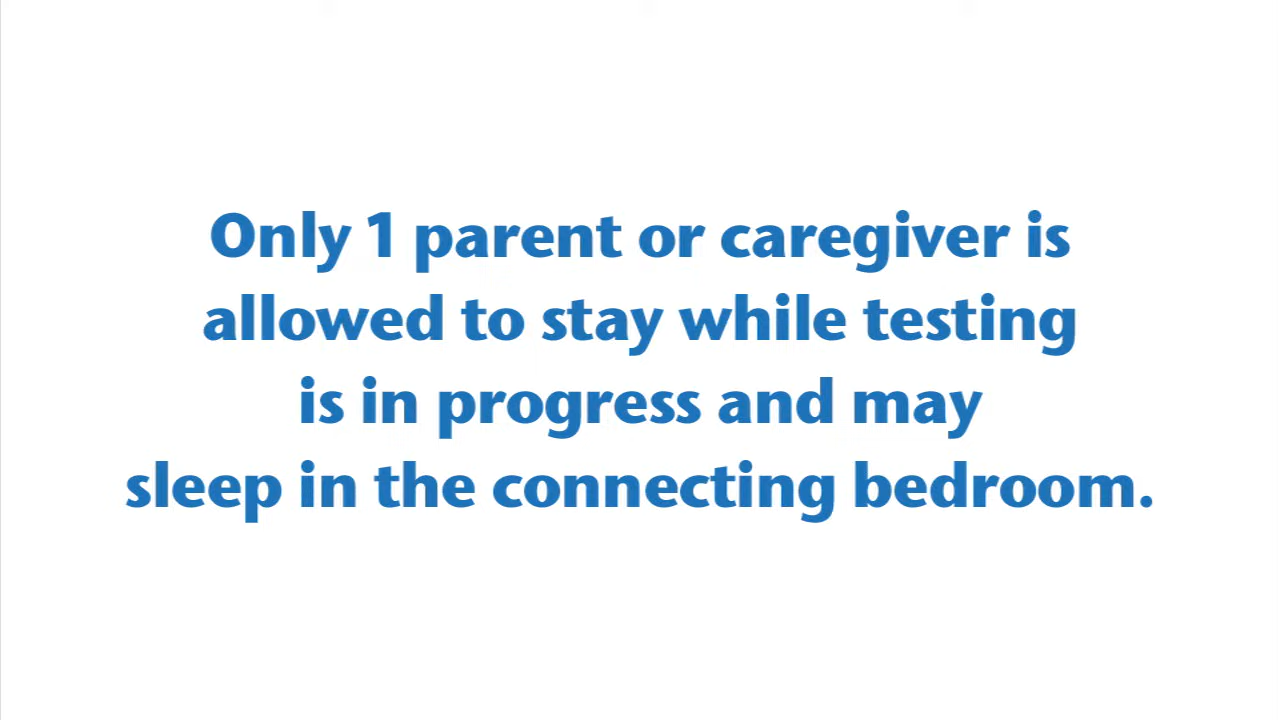 Only 1 parent or caregiver is
allowed to stay while testing
is in progress and may
sleep in the connecting bedroom.